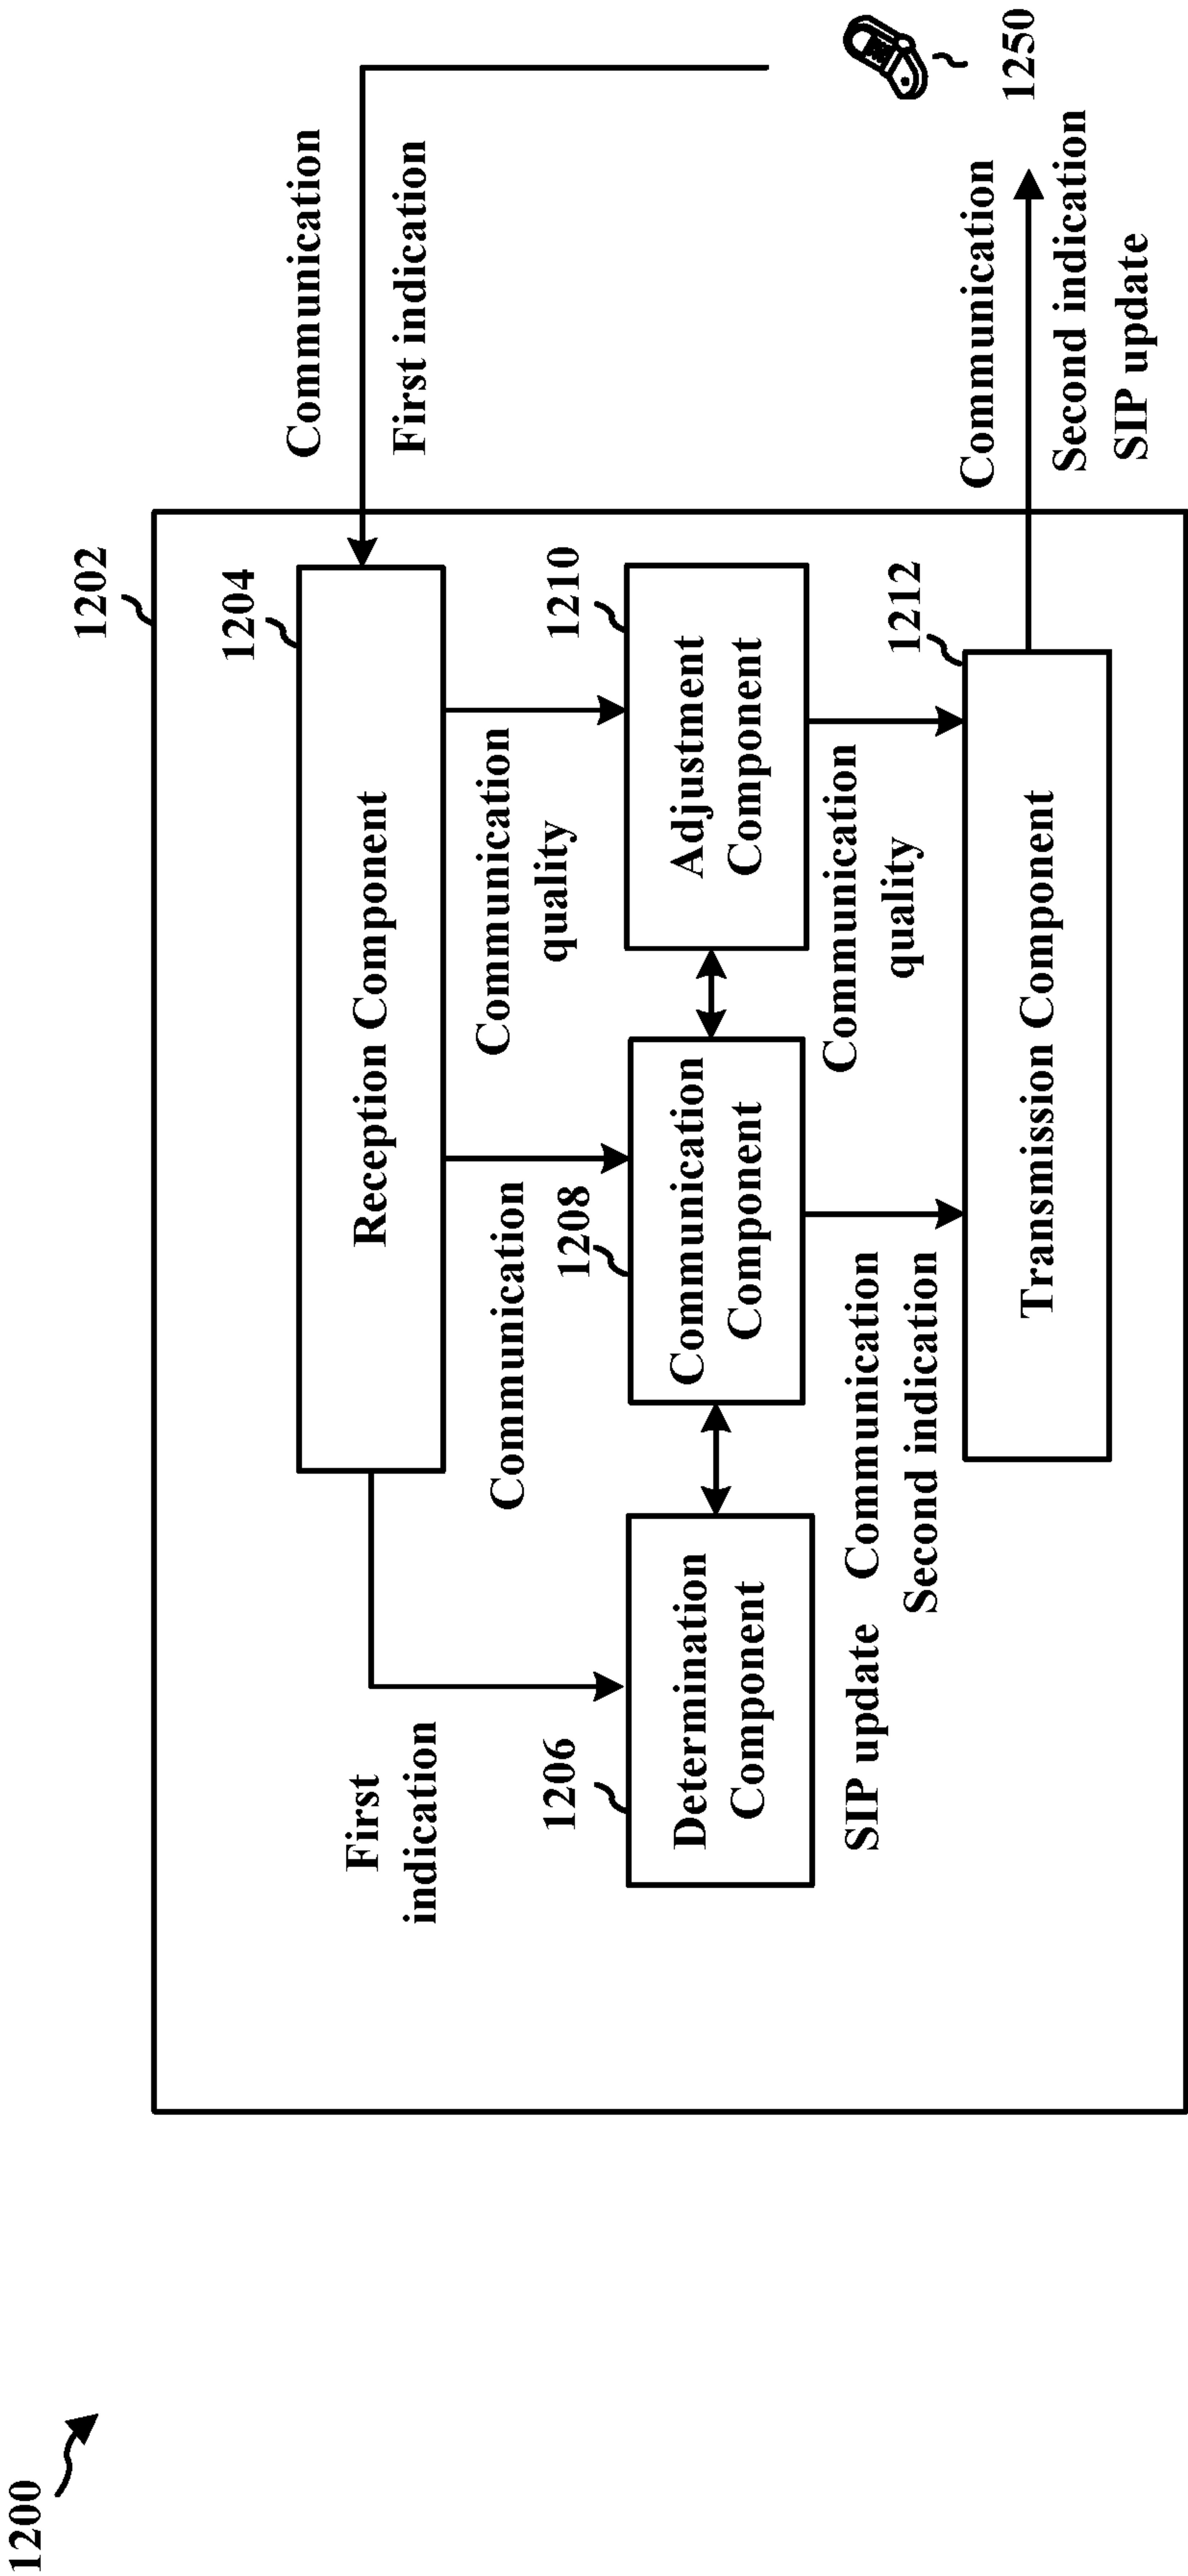 1200
1202
1204
Reception Component
Communication
First indication
First
indication
Communication
Communication
quality
1206
Determination
Component
1208
Communication
Component
1210
Adjustment
Component
SIP update
Communication
Second indication
Communication
quality
1212
Transmission Component
1250
Communication
Second indication
SIP update